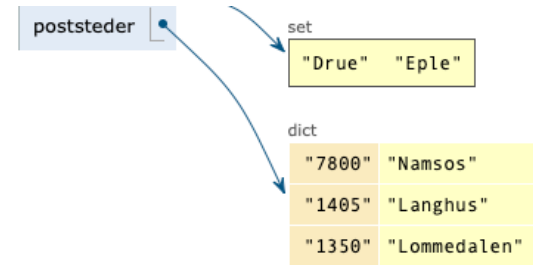 poststeder
set
"Drue" "Eple"
dict
"7800" "Namsos"
"1405" "Langhus"
"1350" "Lommedalen"